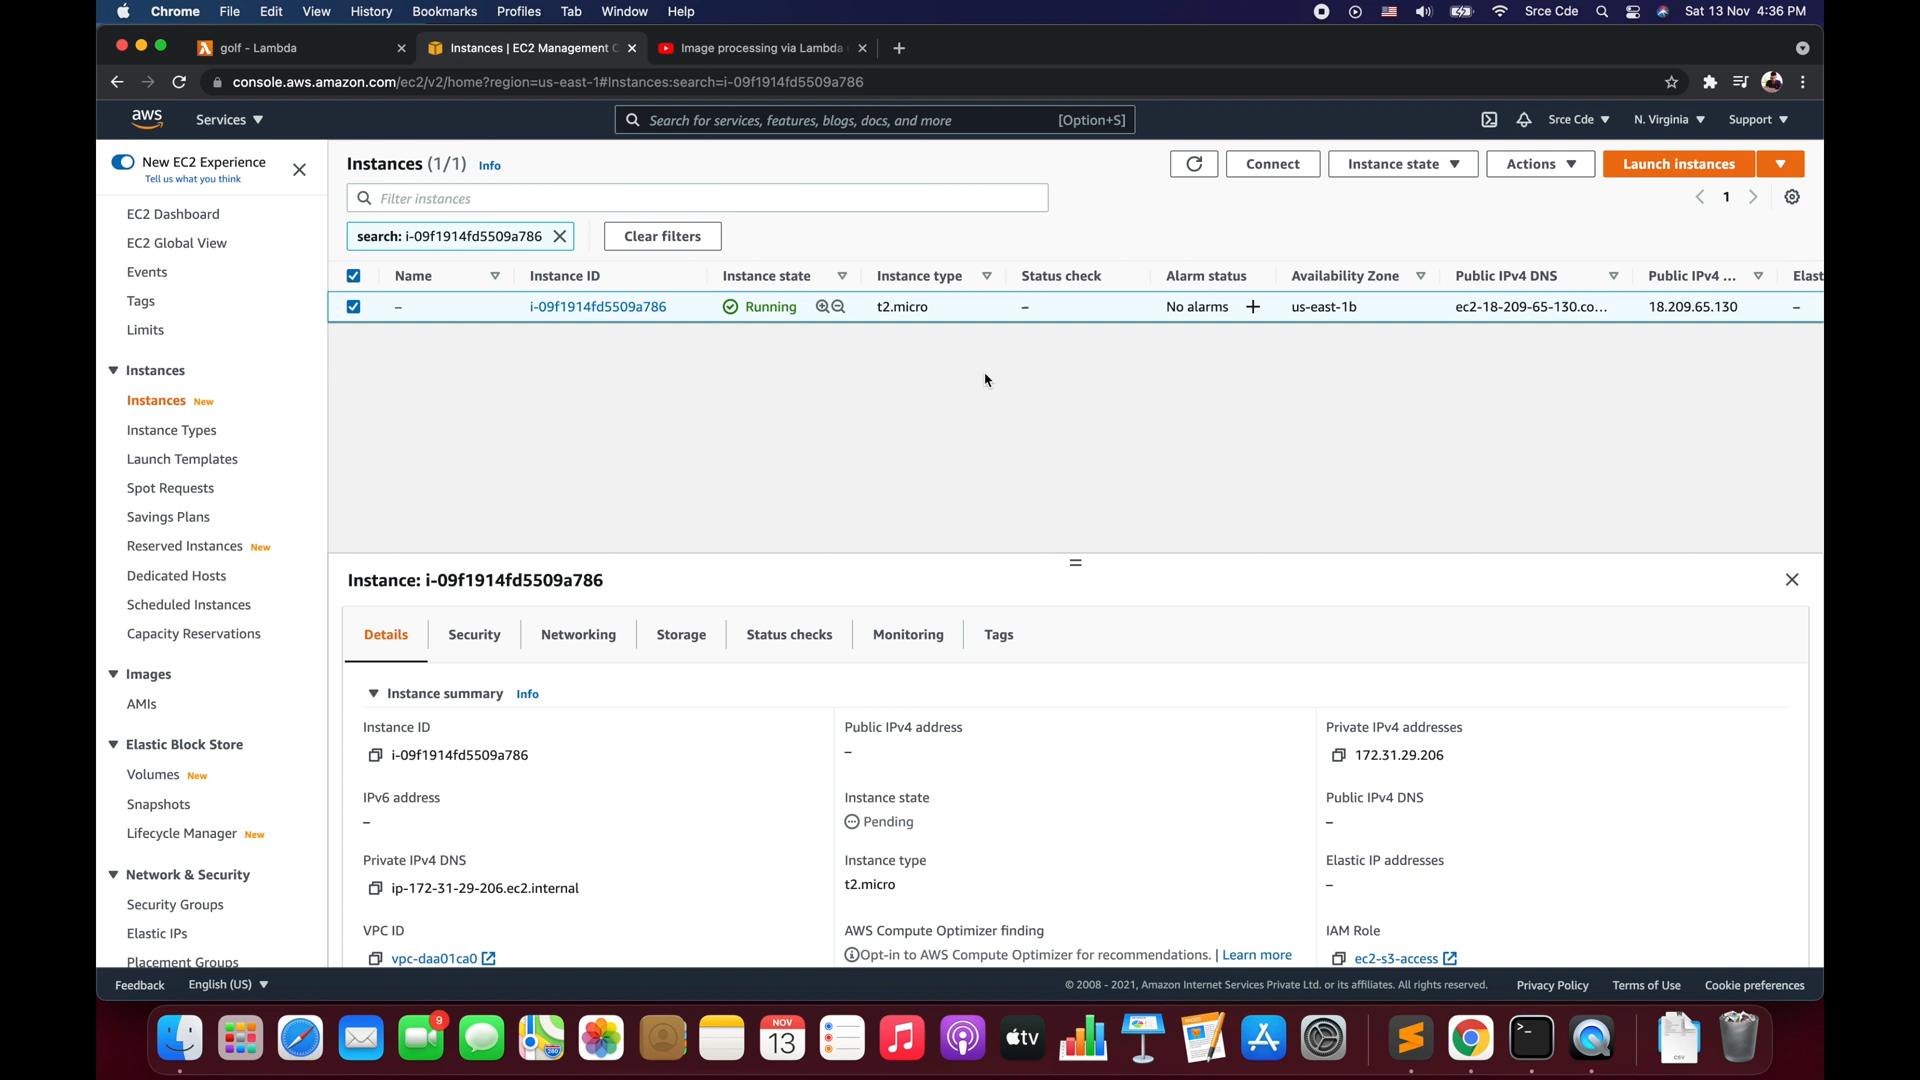 Chrome File Edit View History Bookmarks Profiles Tab Window Help Srce Cde Sat 13 Nov 4:36 PM
golf - Lambda Instances | EC2 Management C Image processing via Lambda
console.aws.amazon.com/ec2/v2/home?region=us-east-1#Instances:search=i-09f1914fd5509a786
aws Services Search for services, features, blogs, docs, and more [Option+S] Srce Cde N. Virginia Support
New EC2 Experience
Tell us what you think
EC2 Dashboard
EC2 Global View
Events
Tags
Limits
Instances
Instances New
Instance Types
Launch Templates
Spot Requests
Savings Plans
Reserved Instances New
Dedicated Hosts
Scheduled Instances
Capacity Reservations
Images
AMIs
Elastic Block Store
Volumes New
Snapshots
Lifecycle Manager New
Network & Security
Security Groups
Elastic IPs
Placement Groups
Instances (1/1) Info Connect Instance state Actions Launch instances
Filter instances 1
search: i-09f1914fd5509a786 Clear filters
Name Instance ID Instance state Instance type Status check Alarm status Availability Zone Public IPv4 DNS Public IPv4 ... Elast
– i-09f1914fd5509a786 Running t2.micro – No alarms + us-east-1b ec2-18-209-65-130.co... 18.209.65.130 –
Instance: i-09f1914fd5509a786
Details Security Networking Storage Status checks Monitoring Tags
Instance summary Info
Instance ID Public IPv4 address Private IPv4 addresses
i-09f1914fd5509a786 – 172.31.29.206
IPv6 address Instance state Public IPv4 DNS
– Pending –
Private IPv4 DNS Instance type Elastic IP addresses
ip-172-31-29-206.ec2.internal t2.micro –
VPC ID AWS Compute Optimizer finding IAM Role
vpc-daa01ca0 Opt-in to AWS Compute Optimizer for recommendations. | Learn more ec2-s3-access
Feedback English (US) © 2008 - 2021, Amazon Internet Services Private Ltd. or its affiliates. All rights reserved. Privacy Policy Terms of Use Cookie preferences
9
NOV
13
tv
280
CSV